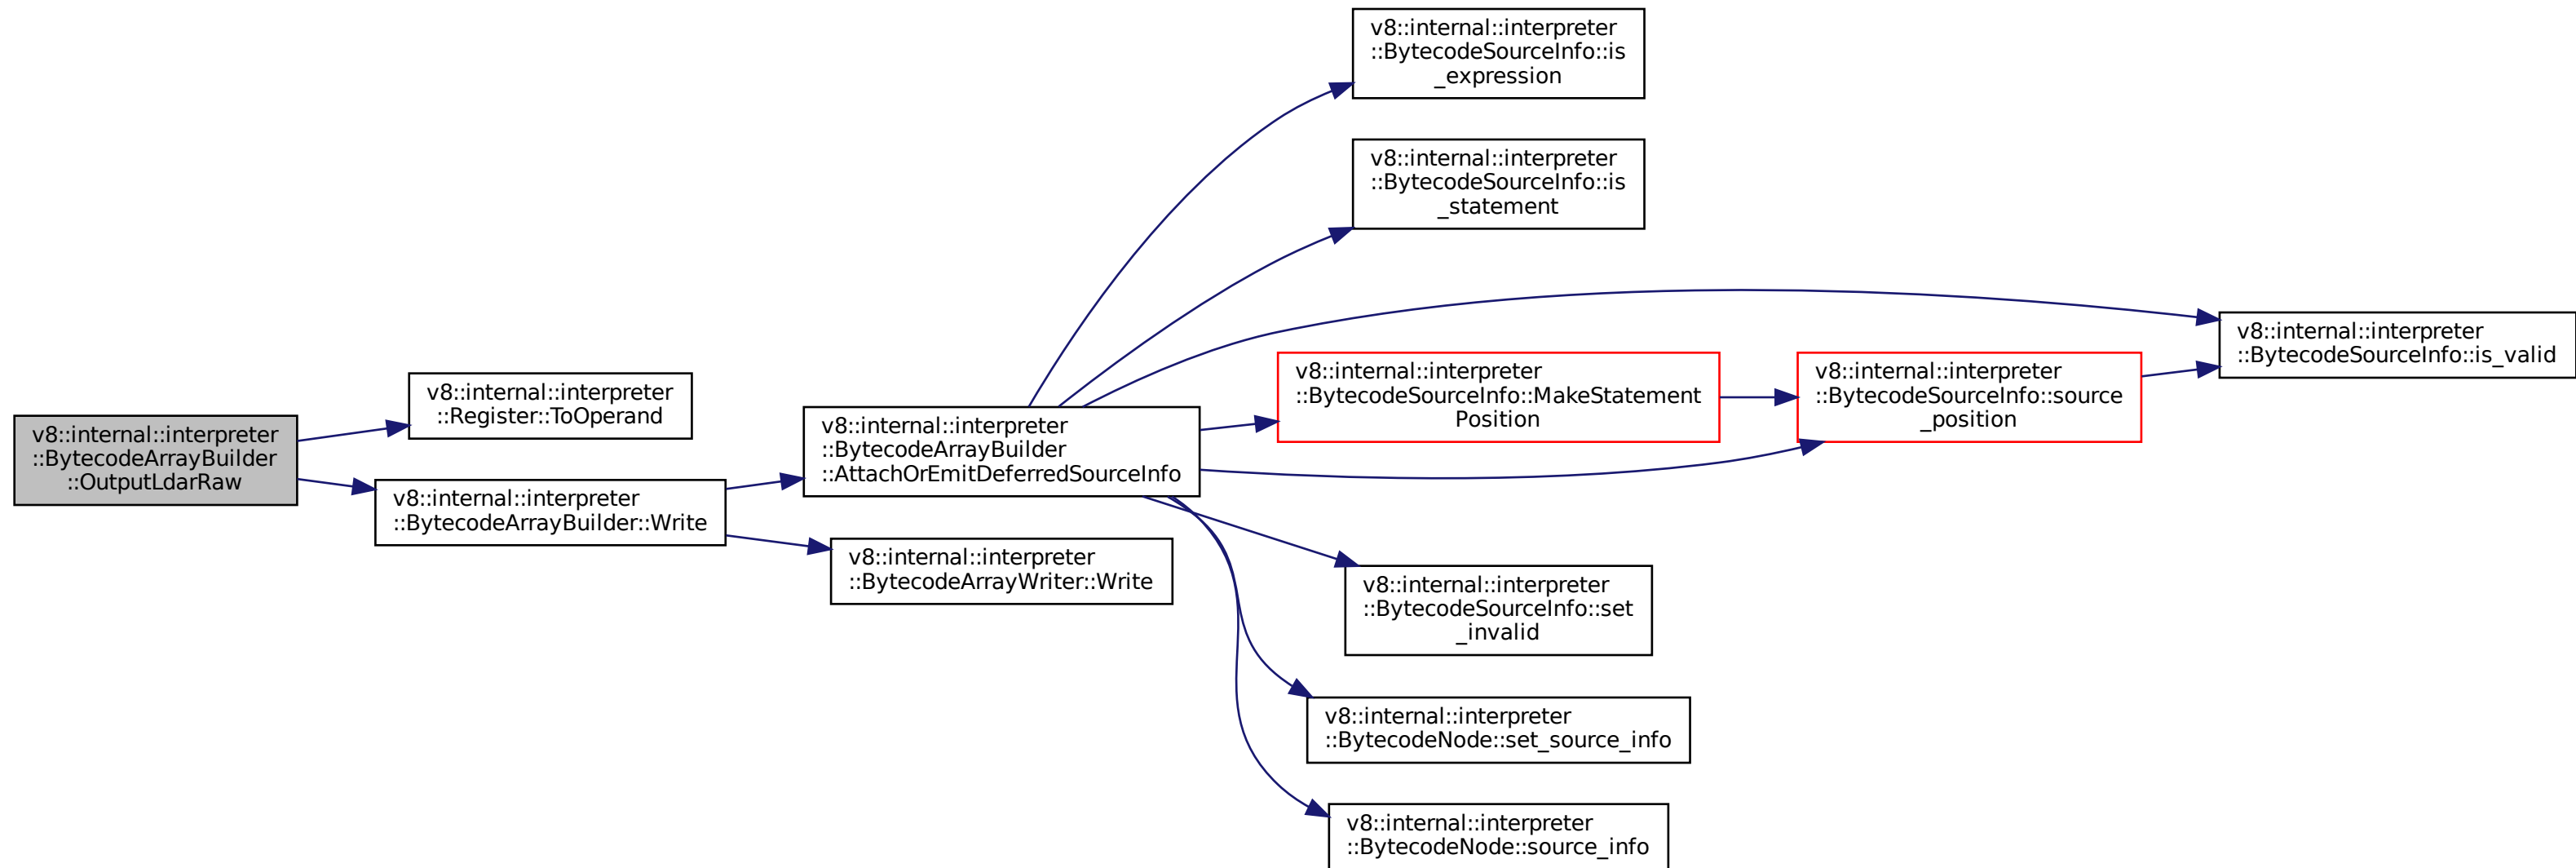 v8::internal::interpreter
::BytecodeArrayBuilder
::OutputLdarRaw
v8::internal::interpreter
::Register::ToOperand
v8::internal::interpreter
::BytecodeArrayBuilder::Write
v8::internal::interpreter
::BytecodeArrayBuilder
::AttachOrEmitDeferredSourceInfo
v8::internal::interpreter
::BytecodeArrayWriter::Write
v8::internal::interpreter
::BytecodeSourceInfo::is
_expression
v8::internal::interpreter
::BytecodeSourceInfo::is
_statement
v8::internal::interpreter
::BytecodeSourceInfo::is_valid
v8::internal::interpreter
::BytecodeSourceInfo::MakeStatement
Position
v8::internal::interpreter
::BytecodeSourceInfo::source
_position
v8::internal::interpreter
::BytecodeSourceInfo::set
_invalid
v8::internal::interpreter
::BytecodeNode::set_source_info
v8::internal::interpreter
::BytecodeNode::source_info